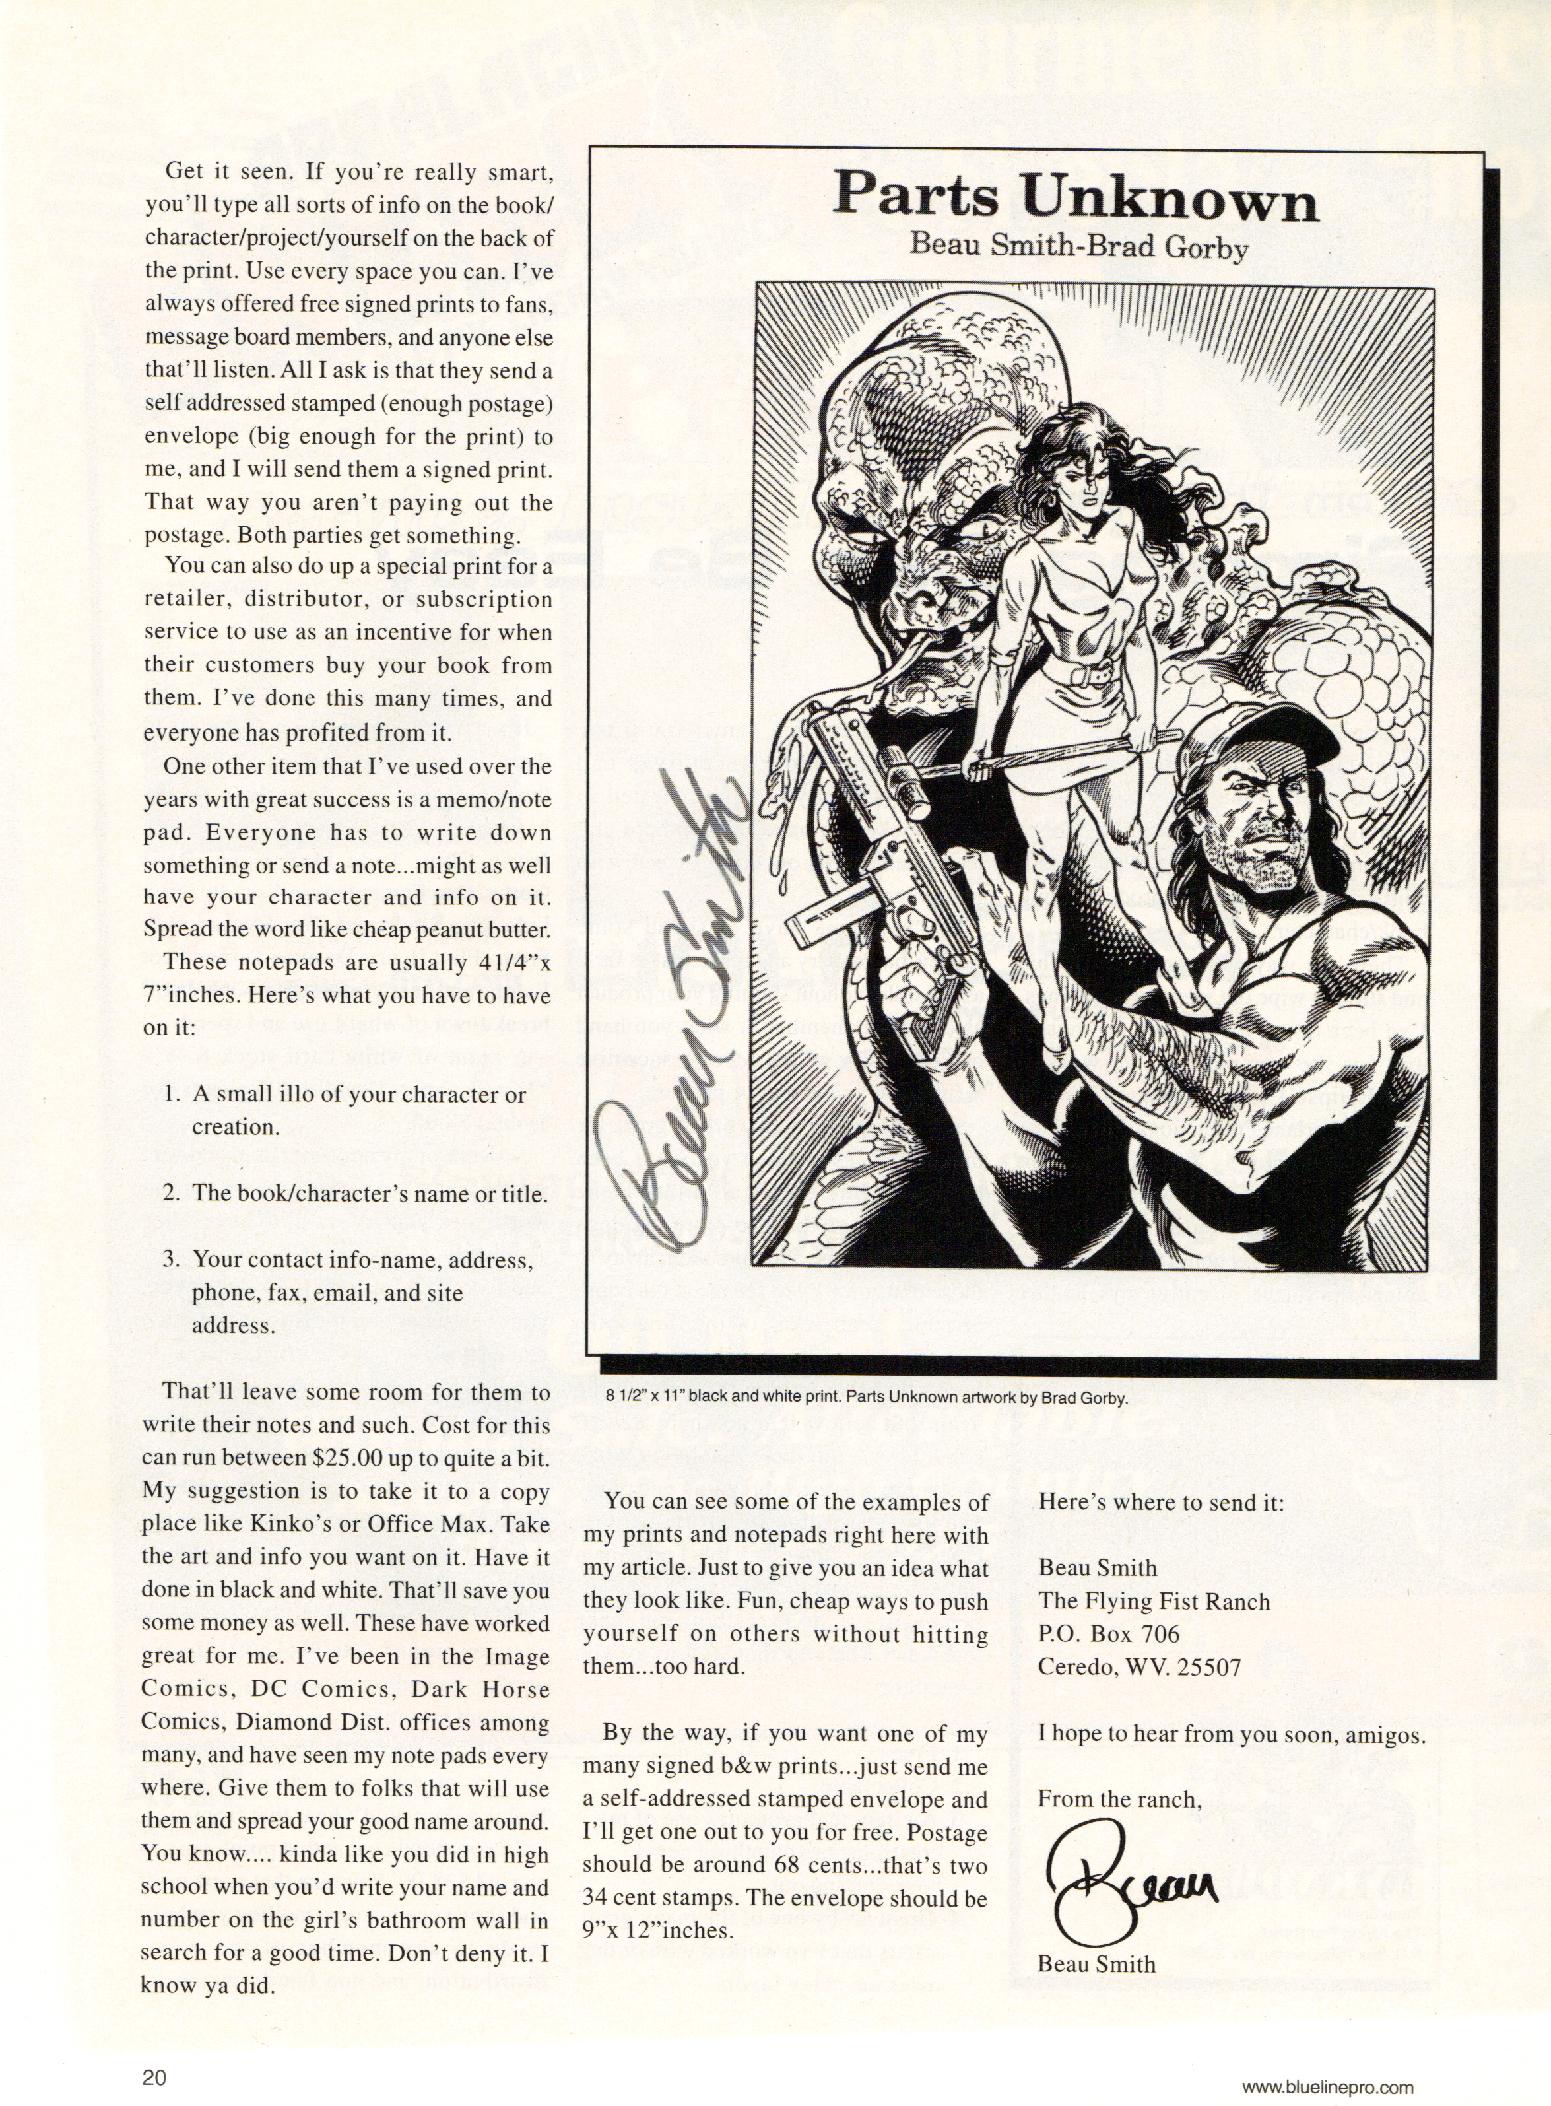 Get it seen. If you're really smart,
you'll type all sorts of info on the book/
character/project/yourself on the back of
the print. Use every space you can. I've
always offered free signed prints to fans,
message board members, and anyone else
that'll listen. All I ask is that they send a
self addressed stamped (enough postage)
envelope (big enough for the print) to
me, and I will send them a signed print.
That way you aren't paying out the
postage. Both parties get something.
You can also do up a special print for a
retailer, distributor, or subscription
service to use as an incentive for when
their customers buy your book from
them. I've done this many times, and
everyone has profited from it.
One other item that I've used over the
years with great success is a memo/note
pad. Everyone has to write down
something or send a note...might as well
have your character and info on it.
Spread the word like cheap peanut butter.
These notepads are usually 41/4"x
7"inches. Here's what you have to have
on it:
1. A small illo of your character or
creation.
2. The book/character's name or title.
3. Your contact info-name, address,
phone, fax, email, and site
address.
That'll leave some room for them to
write their notes and such. Cost for this
can run between $25.00 up to quite a bit.
My suggestion is to take it to a copy
place like Kinko's or Office Max. Take
the art and info you want on it. Have it
done in black and white. That'll save you
some money as well. These have worked
great for me. I've been in the Image
Comics, DC Comics, Dark Horse
Comics, Diamond Dist. offices among
many, and have seen my note pads every
where. Give them to folks that will use
them and spread your good name around.
You know.... kinda like you did in high
school when you'd write your name and
number on the girl's bathroom wall in
search for a good time. Don't deny it. I
know ya did.
Parts Unknown
Beau Smith-Brad Gorby
Beau Smith
8 1/2" x 11" black and white print. Parts Unknown artwork by Brad Gorby.
You can see some of the examples of
my prints and notepads right here with
my article. Just to give you an idea what
they look like. Fun, cheap ways to push
yourself on others without hitting
them...too hard.
By the way, if you want one of my
many signed b&w prints...just send me
a self-addressed stamped envelope and
I'll get one out to you for free. Postage
should be around 68 cents...that's two
34 cent stamps. The envelope should be
9"x 12"inches.
Here's where to send it:
Beau Smith
The Flying Fist Ranch
P.O. Box 706
Ceredo, WV. 25507
I hope to hear from you soon, amigos.
From the ranch,
Beau
Beau Smith
20
www.bluelinepro.com